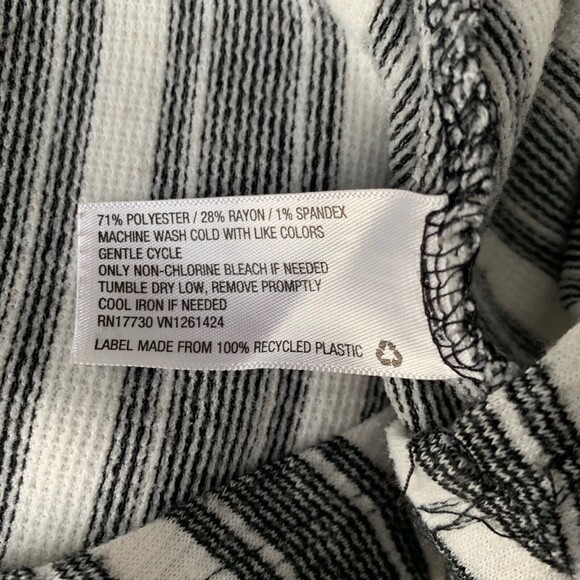 71% POLYESTER / 28% RAYON / 1% SPANDEX
MACHINE WASH COLD WITH LIKE COLORS
GENTLE CYCLE
ONLY NON-CHLORINE BLEACH IF NEEDED
TUMBLE DRY LOW, REMOVE PROMPTLY
COOL IRON IF NEEDED
RN17730 VN1261424
LABEL MADE FROM 100% RECYCLED PLASTIC